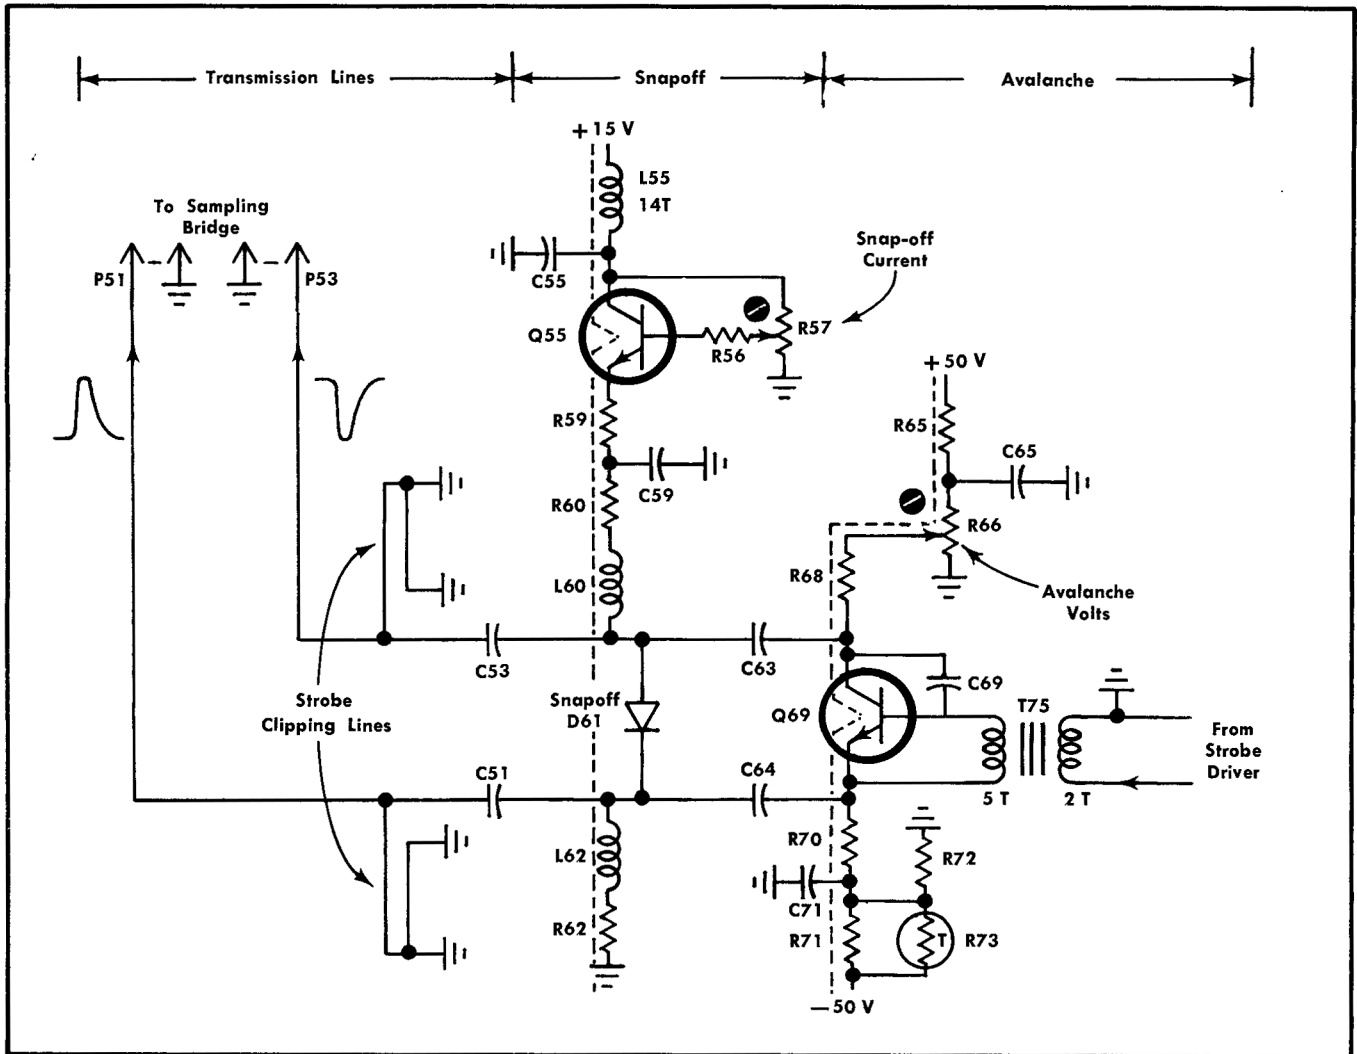 Transmission Lines
Snapoff
Avalanche
+ 15 V
L55
14T
To Sampling
Bridge
P51
P53
C55
Snap-off
Current
Q55
R56
R57
+ 50 V
R59
R65
C65
C59
R60
R66
L60
R68
Avalanche
Volts
C53
C63
Strobe
Clipping Lines
Snapoff
D61
Q69
C69
T75
From
Strobe
Driver
C51
C64
5 T
2 T
L62
R70
R72
C71
R62
R71
T
R73
— 50 V